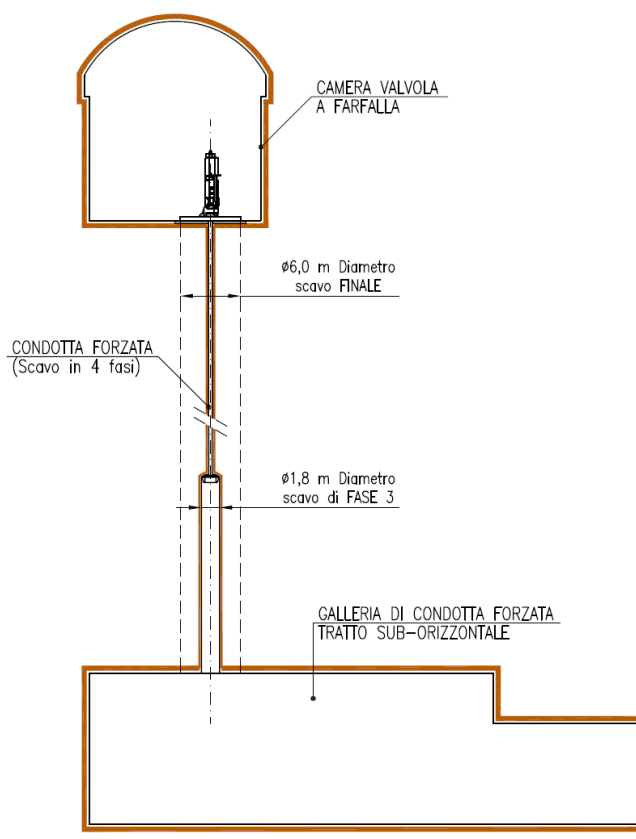 CAMERA VALVOLA
A FARFALLA
ø6,0 m Diametro
scavo FINALE
CONDOTTA FORZATA
(Scavo in 4 fasi)
ø1,8 m Diametro
scavo di FASE 3
GALLERIA DI CONDOTTA FORZATA
TRATTO SUB-ORIZZONTALE